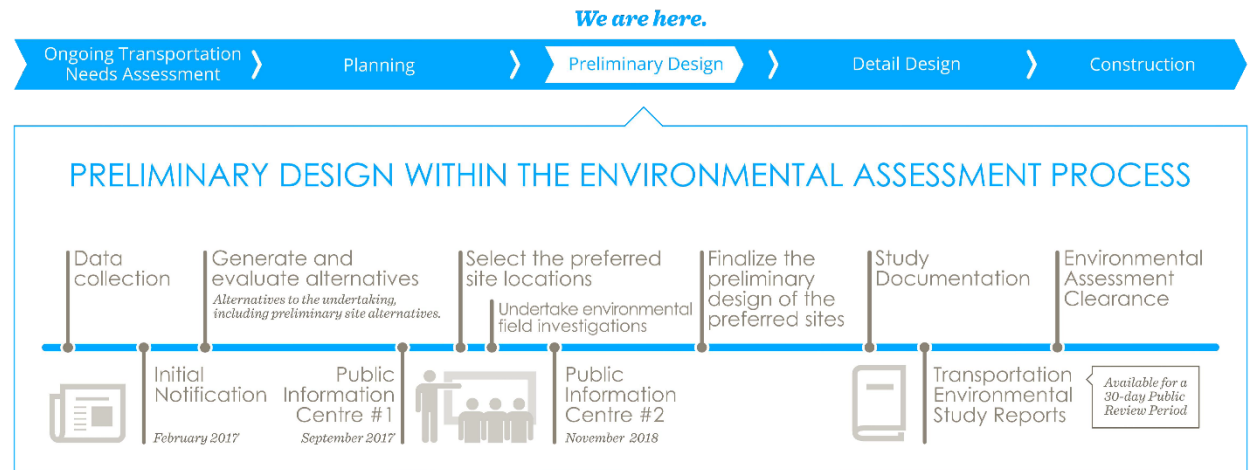 We are here.
Ongoing Transportation
Needs Assessment
Planning
Preliminary Design
Detail Design
Construction
PRELIMINARY DESIGN WITHIN THE ENVIRONMENTAL ASSESSMENT PROCESS
Data
collection
Generate and
evaluate alternatives
Alternatives to the undertaking,
including preliminary site alternatives.
Select the preferred
site locations
Undertake environmental
field investigations
Finalize the
preliminary
design of the
preferred sites
Study
Documentation
Environmental
Assessment
Clearance
Initial
Notification
February 2017
Public
Information
Centre #1
September 2017
Public
Information
Centre #2
November 2018
Transportation
Environmental
Study Reports
Available for a
30-day Public
Review Period